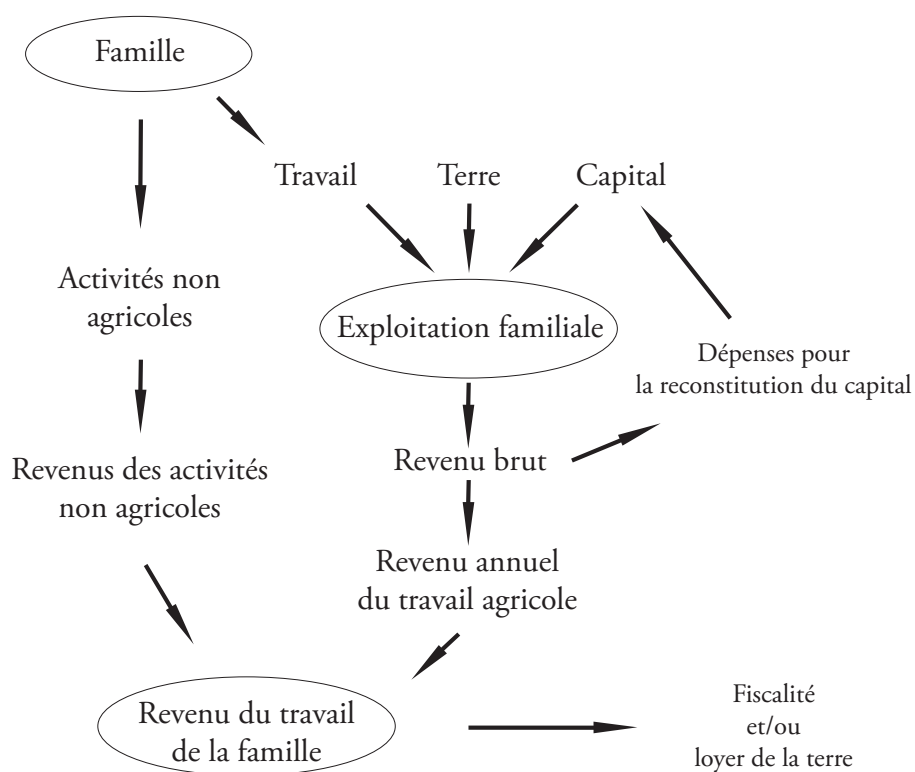 Famille
Travail
Terre
Capital
Activités non
agricoles
Exploitation familiale
Dépenses pour
la reconstitution du capital
Revenus des activités
non agricoles
Revenu brut
Revenu annuel
du travail agricole
Revenu du travail
de la famille
Fiscalité
et/ou
loyer de la terre